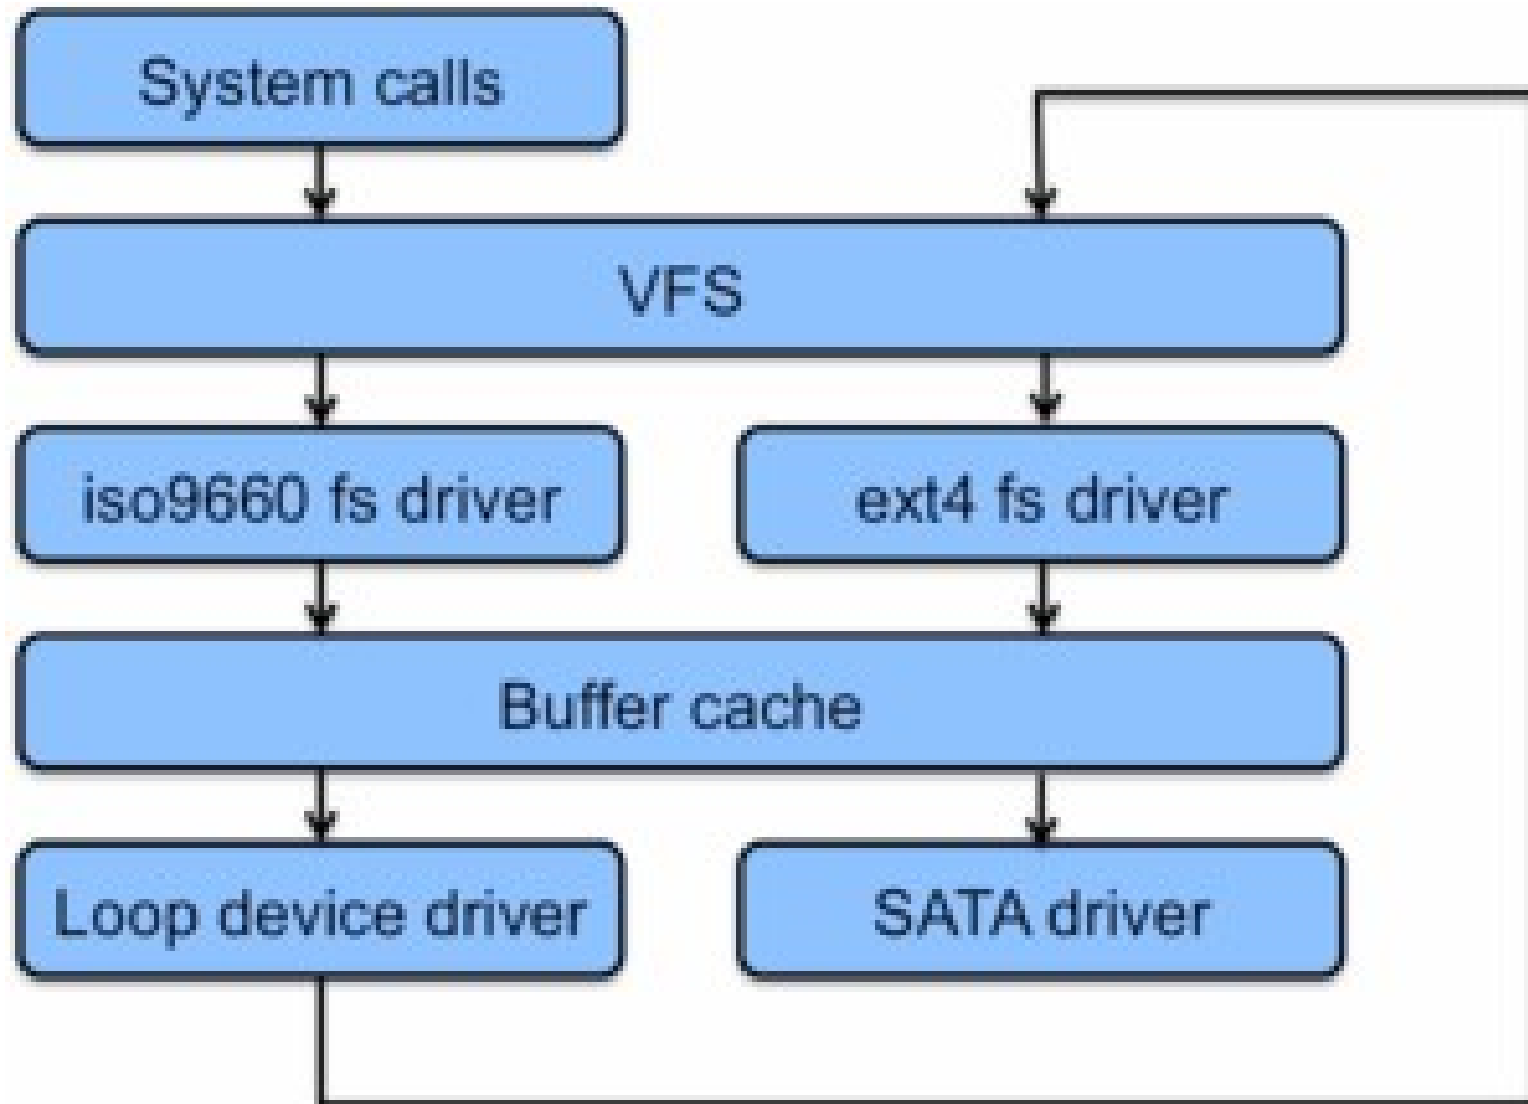 System calls
VFS
iso9660 fs driver
ext4 fs driver
Buffer cache
Loop device driver
SATA driver